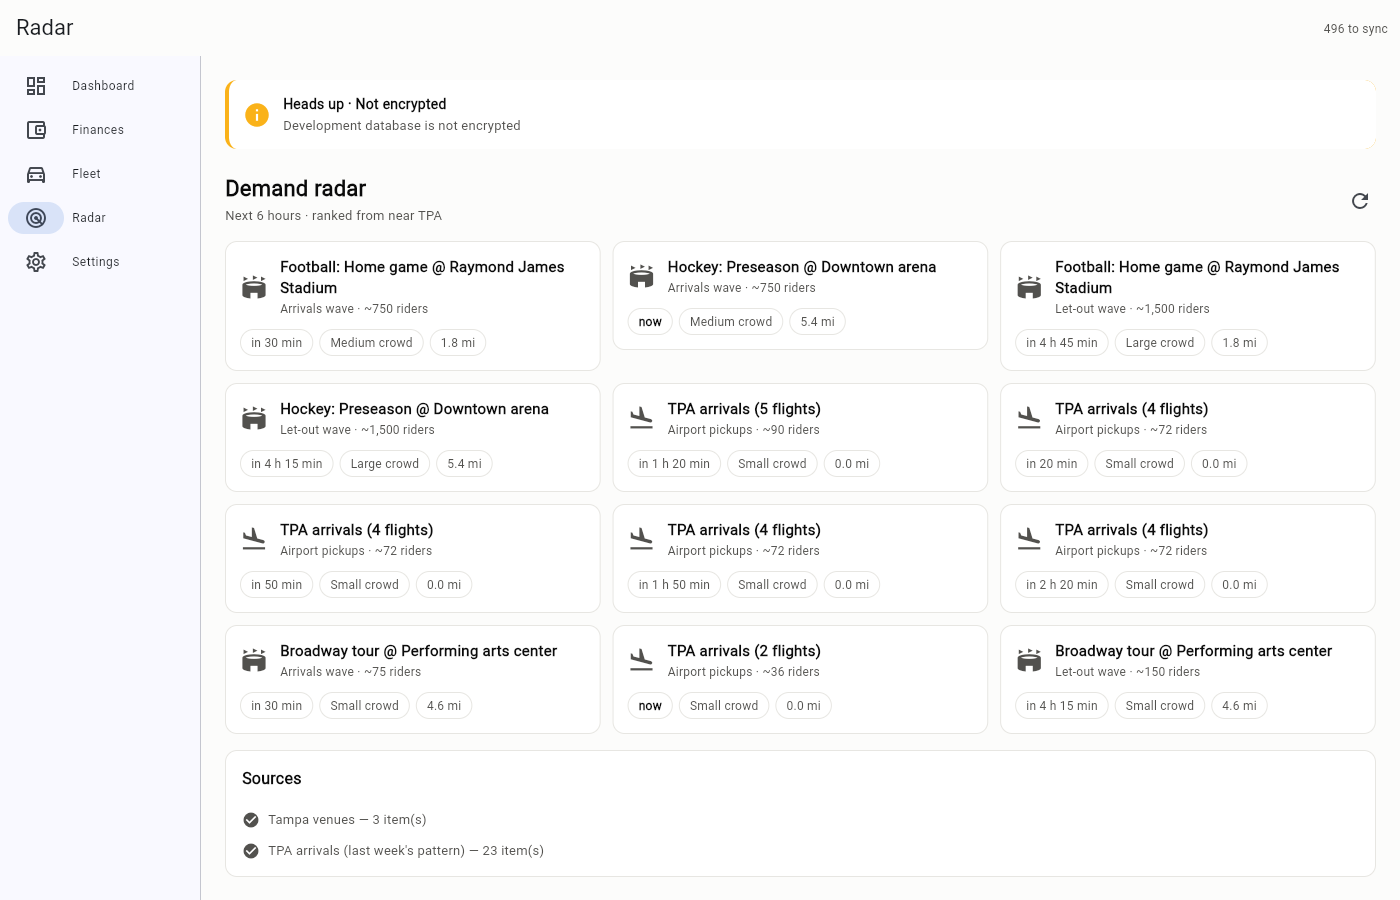 Radar
496 to sync
Dashboard
Finances
Fleet
Radar
Settings
Heads up · Not encrypted
Development database is not encrypted
Demand radar
Next 6 hours · ranked from near TPA
Football: Home game @ Raymond James
Stadium
Arrivals wave · ~750 riders
in 30 min
Medium crowd
1.8 mi
Hockey: Preseason @ Downtown arena
Arrivals wave · ~750 riders
now
Medium crowd
5.4 mi
Football: Home game @ Raymond James
Stadium
Let-out wave · ~1,500 riders
in 4 h 45 min
Large crowd
1.8 mi
Hockey: Preseason @ Downtown arena
Let-out wave · ~1,500 riders
in 4 h 15 min
Large crowd
5.4 mi
TPA arrivals (5 flights)
Airport pickups · ~90 riders
in 1 h 20 min
Small crowd
0.0 mi
TPA arrivals (4 flights)
Airport pickups · ~72 riders
in 20 min
Small crowd
0.0 mi
TPA arrivals (4 flights)
Airport pickups · ~72 riders
in 50 min
Small crowd
0.0 mi
TPA arrivals (4 flights)
Airport pickups · ~72 riders
in 1 h 50 min
Small crowd
0.0 mi
TPA arrivals (4 flights)
Airport pickups · ~72 riders
in 2 h 20 min
Small crowd
0.0 mi
Broadway tour @ Performing arts center
Arrivals wave · ~75 riders
in 30 min
Small crowd
4.6 mi
TPA arrivals (2 flights)
Airport pickups · ~36 riders
now
Small crowd
0.0 mi
Broadway tour @ Performing arts center
Let-out wave · ~150 riders
in 4 h 15 min
Small crowd
4.6 mi
Sources
Tampa venues — 3 item(s)
TPA arrivals (last week's pattern) — 23 item(s)